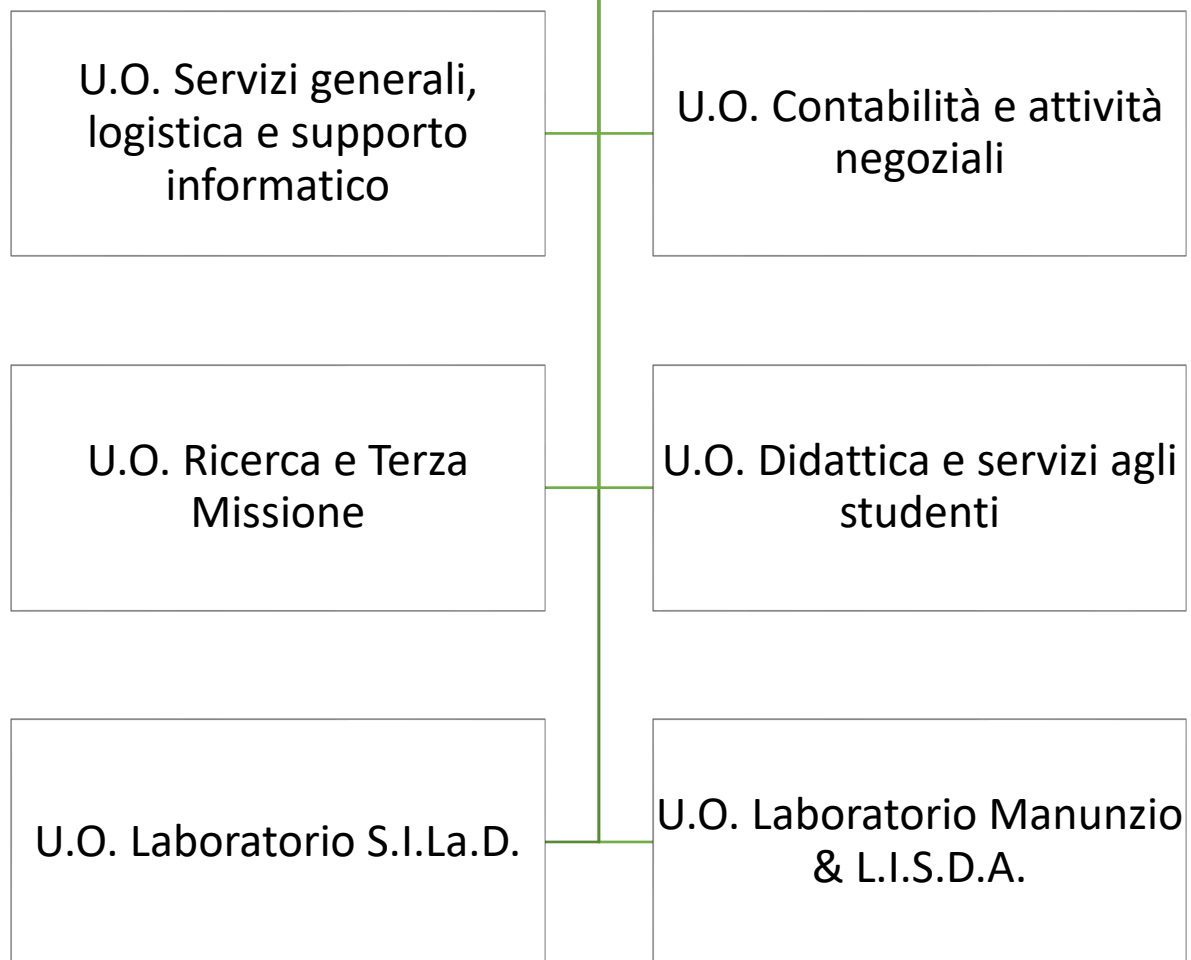 U.O. Servizi generali,
logistica e supporto
informatico
U.O. Contabilità e attività
negoziali
U.O. Ricerca e Terza
Missione
U.O. Didattica e servizi agli
studenti
U.O. Laboratorio S.I.La.D.
U.O. Laboratorio Manunzio
& L.I.S.D.A.